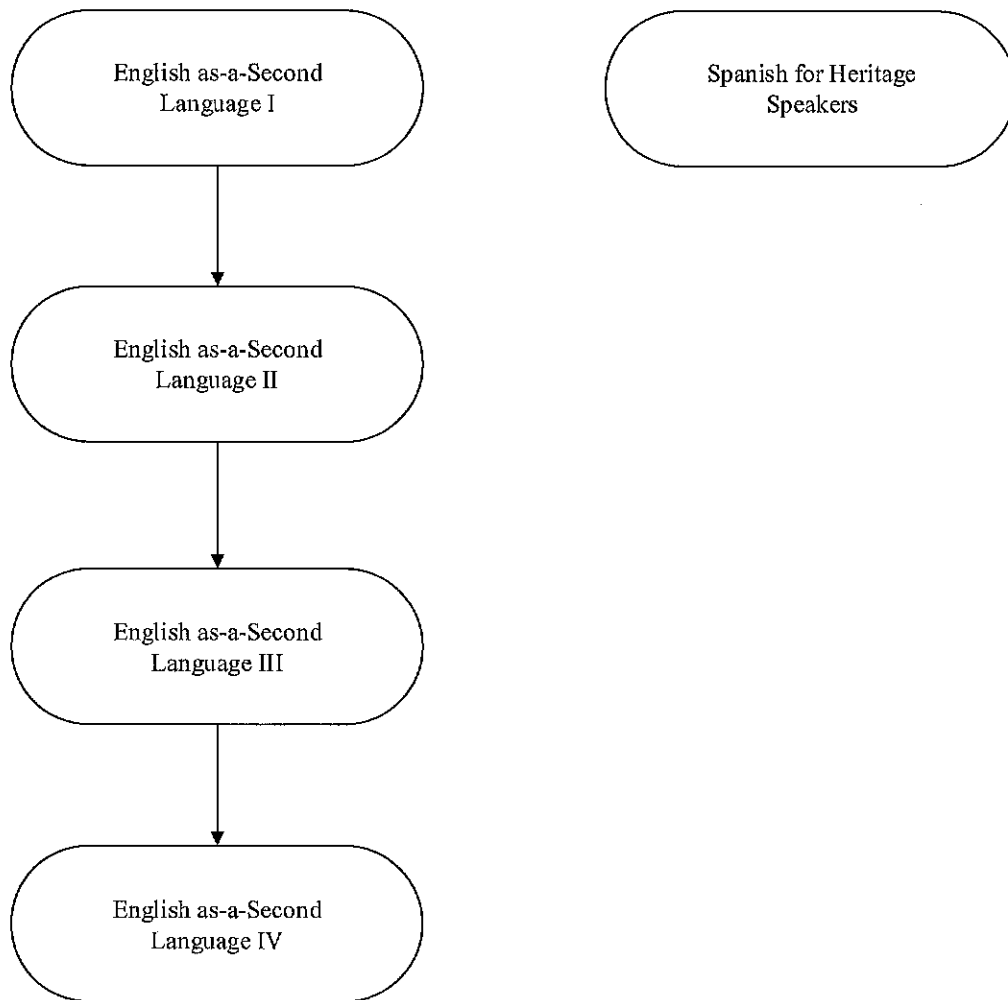 English as-a-Second
Language I
Spanish for Heritage
Speakers
English as-a-Second
Language II
English as-a-Second
Language III
English as-a-Second
Language IV